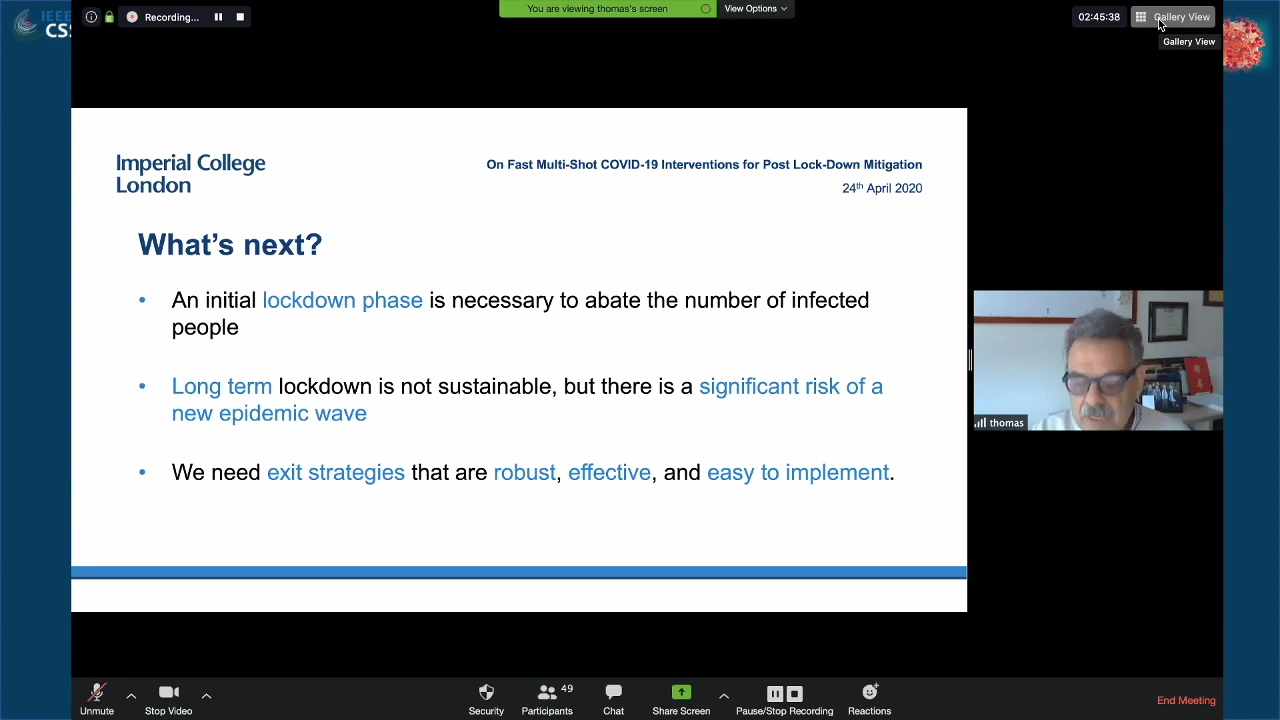 IEEE
CSS
Recording...
You are viewing thomas's screen
View Options
02:45:38
Gallery View
Gallery View
Imperial College
London
On Fast Multi-Shot COVID-19 Interventions for Post Lock-Down Mitigation
24th April 2020
What's next?
• An initial lockdown phase is necessary to abate the number of infected
people
• Long term lockdown is not sustainable, but there is a significant risk of a
new epidemic wave
• We need exit strategies that are robust, effective, and easy to implement.
thomas
Unmute
Stop Video
Security
Participants
49
Chat
Share Screen
Pause/Stop Recording
Reactions
End Meeting